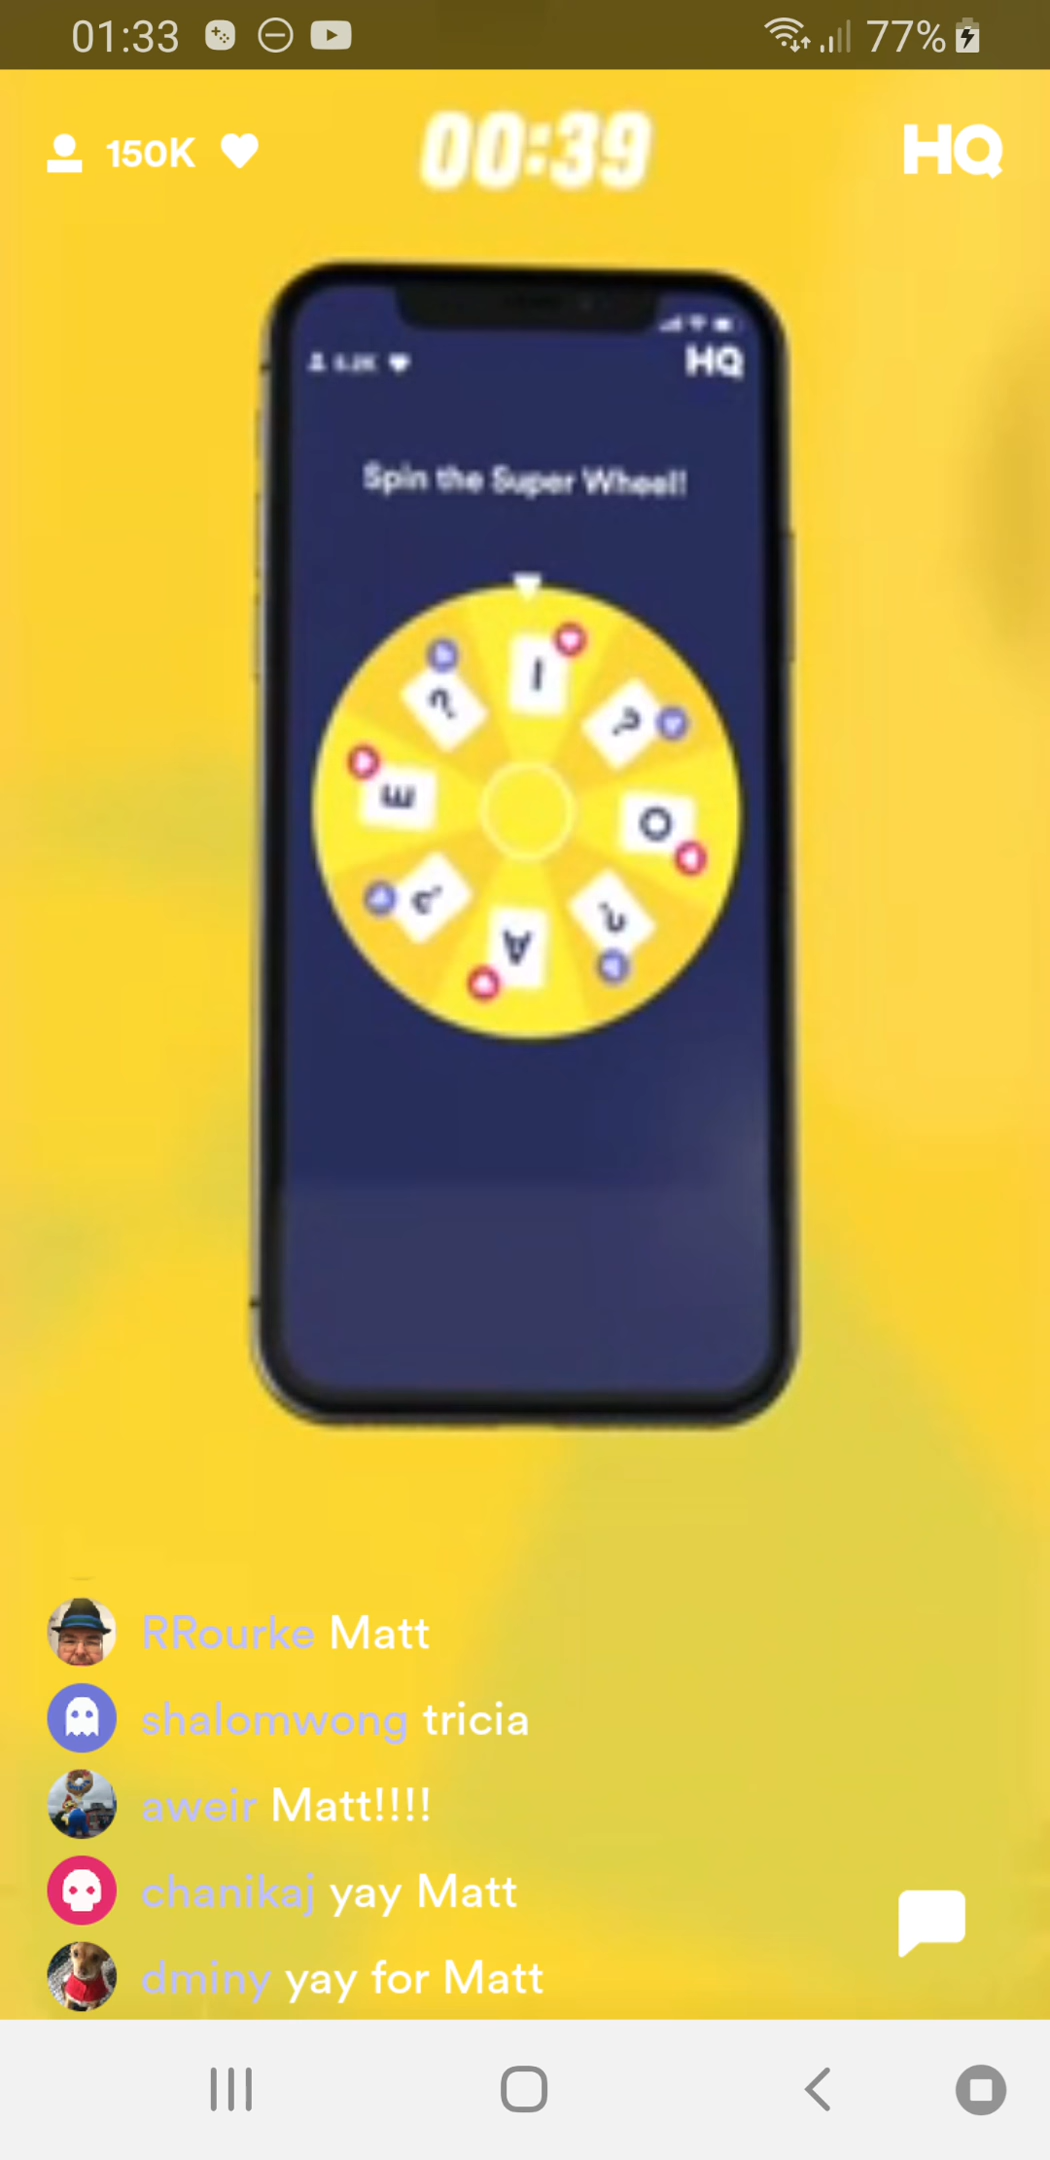 01:33
77%
150K
00:39
HQ
HQ
Spin the Super Wheel!
?
I
?
E
O
?
A
?
RRourke Matt
shalomwong tricia
aweir Matt!!!!
chanikaj yay Matt
dminy yay for Matt